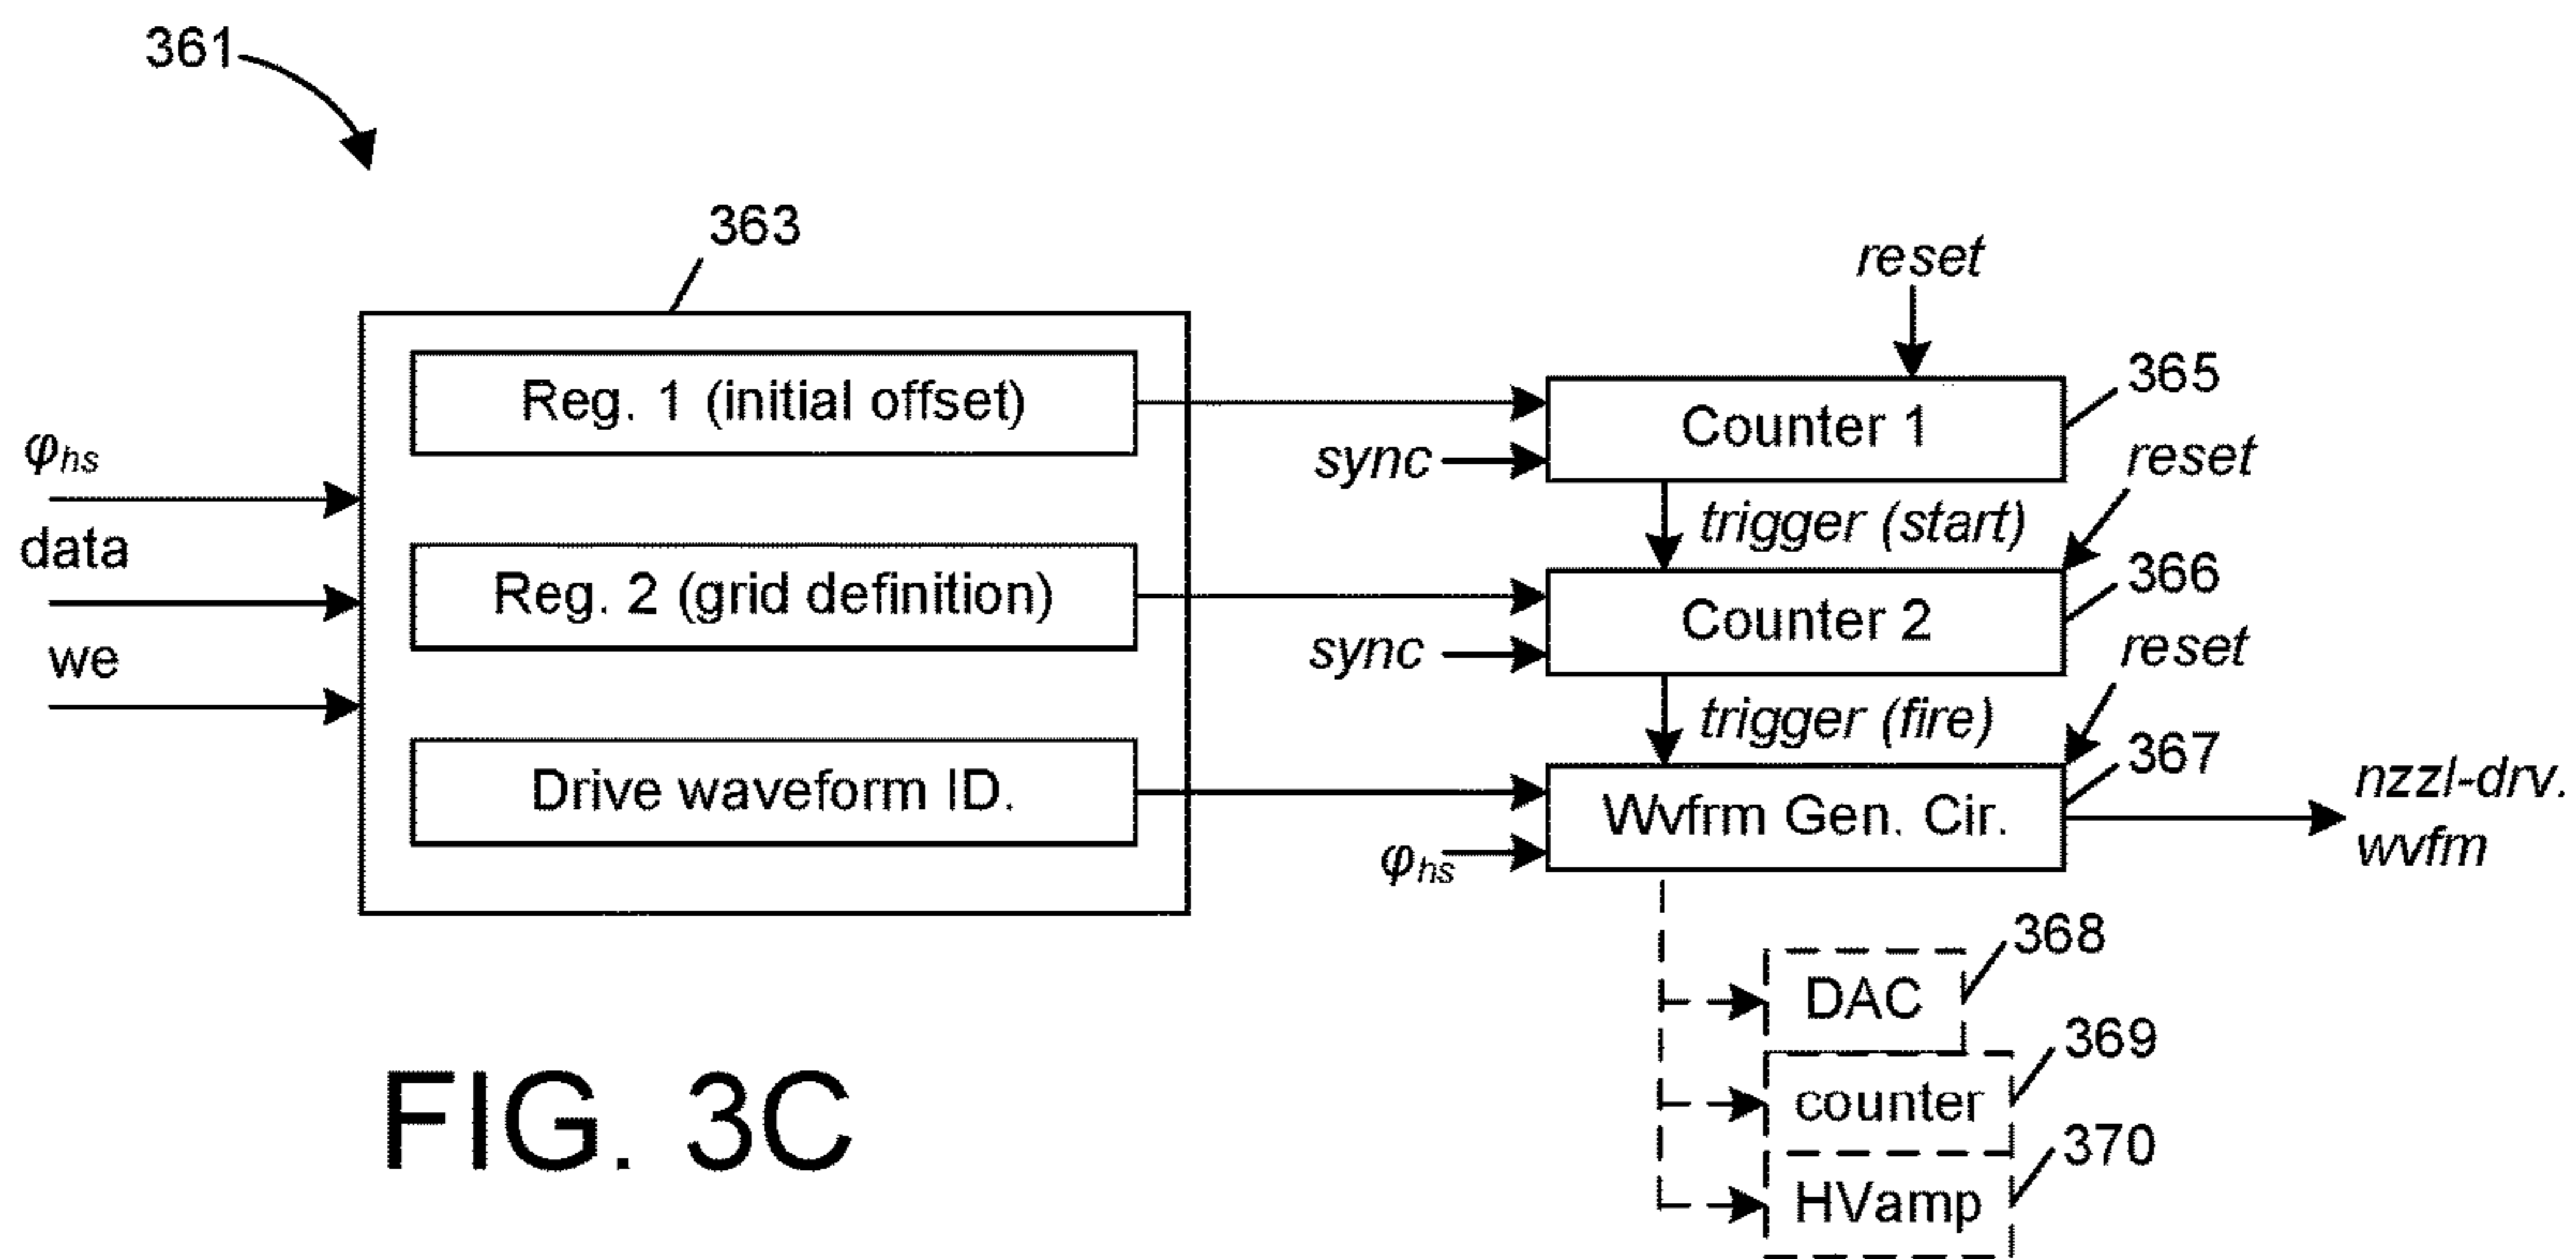 361
363
reset
Reg. 1 (initial offset)
Counter 1
365
φhs
sync
reset
trigger (start)
data
366
Reg. 2 (grid definition)
Counter 2
sync
reset
we
trigger (fire)
367
Drive waveform ID.
Wvfrm Gen. Cir.
nzzl-drv.
wvfm
φhs
368
DAC
369
counter
370
HVamp
FIG. 3C